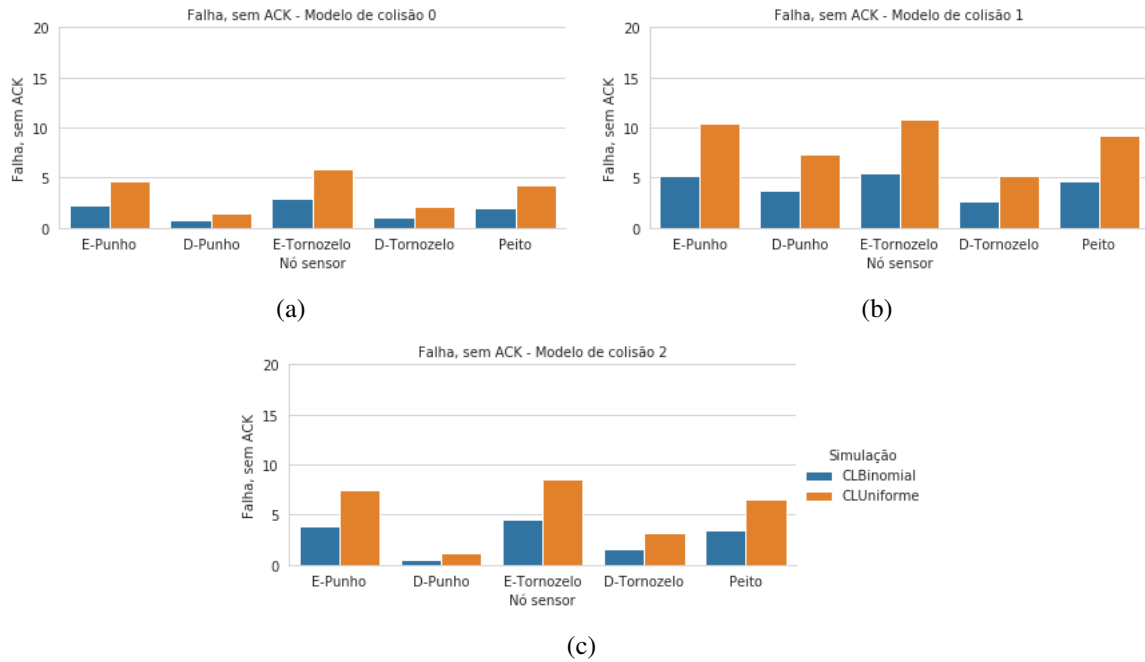 Falha, sem ACK - Modelo de colisão 0
Falha, sem ACK
20
15
10
5
0
E-Punho D-Punho E-Tornozelo D-Tornozelo Peito
Nó sensor
(a)
Falha, sem ACK - Modelo de colisão 1
Falha, sem ACK
20
15
10
5
0
E-Punho D-Punho E-Tornozelo D-Tornozelo Peito
Nó sensor
(b)
Falha, sem ACK - Modelo de colisão 2
Falha, sem ACK
20
15
10
5
0
E-Punho D-Punho E-Tornozelo D-Tornozelo Peito
Nó sensor
Simulação
CLBinomial
CLUniforme
(c)